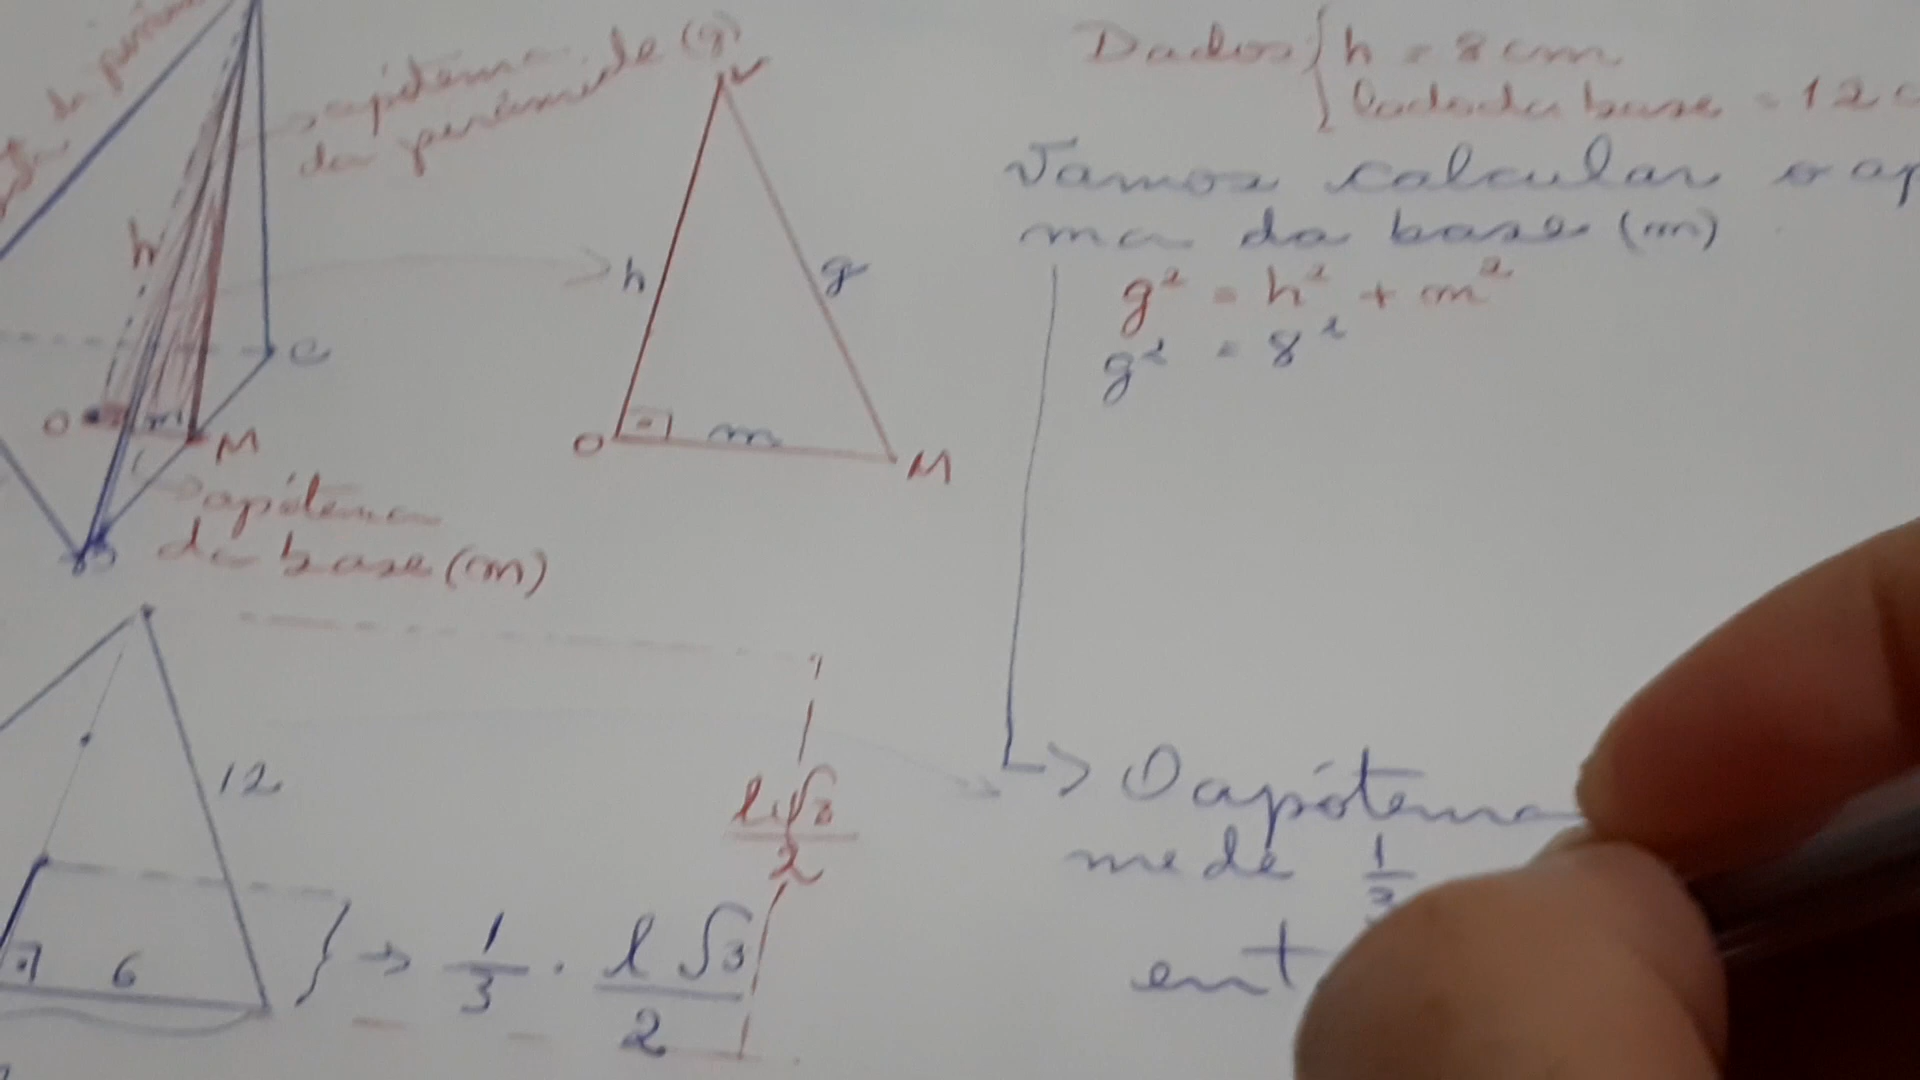 apótema
da pirâmide (g)
h
C
O
m
M
apótema
da base (m)
B
V
h
g
O
m
M
Dados { h = 8 cm
Lado da base = 12 c
Vamos calcular o ap
ma da base (m)
g² = h² + m²
g² = 8²
12
6
l√3
2
→ 1/3 · l√3/2
→ O apótema
mede 1/3
ent